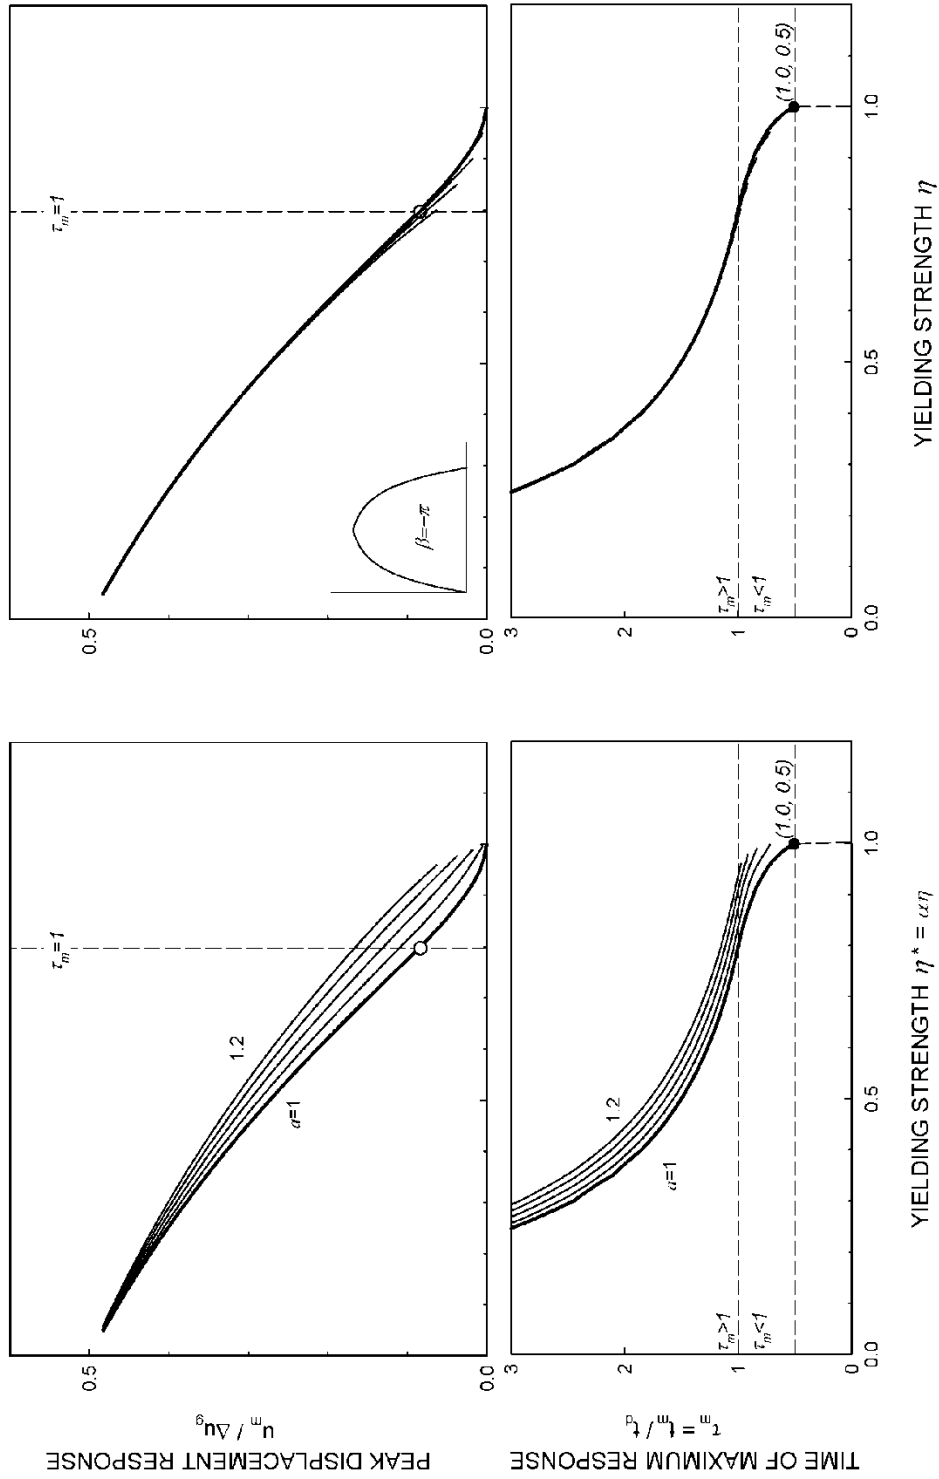 PEAK DISPLACEMENT RESPONSE
u_m / Δu_g
0.5
0.0
τ_m=1
1.2
a=1
0.5
0.0
τ_m=1
β=−π
TIME OF MAXIMUM RESPONSE
τ_m = t_m / t_d
3
2
1
0
τ_m>1
τ_m<1
1.2
a=1
(1.0, 0.5)
0.0
0.5
1.0
YIELDING STRENGTH η* = αη
3
2
1
0
τ_m>1
τ_m<1
(1.0, 0.5)
0.0
0.5
1.0
YIELDING STRENGTH η